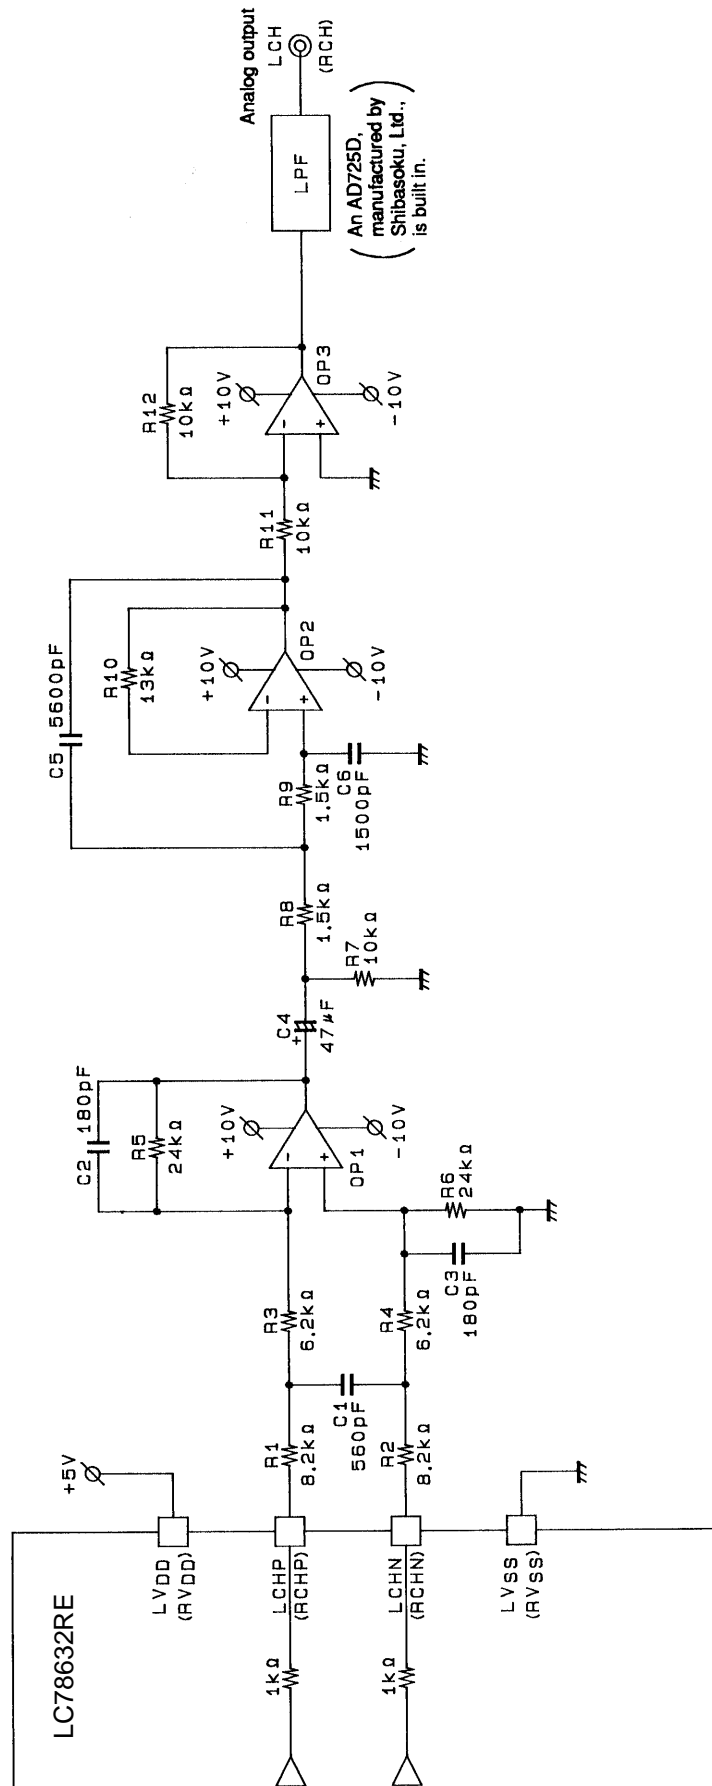 LC78632RE
+5V
LVDD
(RVDD)
LCHP
(RCHP)
LCHN
(RCHN)
LVSS
(RVSS)
1kΩ
1kΩ
R1
8.2kΩ
C1
560pF
R2
8.2kΩ
R3
6.2kΩ
R4
6.2kΩ
C2 180pF
R5
24kΩ
+10V
-
+
OP1
-10V
C3
180pF
R6
24kΩ
+
C4
47μF
R7
10kΩ
R8
1.5kΩ
R9
1.5kΩ
C5 5600pF
R10
13kΩ
+10V
-
+
OP2
-10V
C6
1500pF
R11
10kΩ
R12
10kΩ
+10V
-
+
OP3
-10V
LPF
(An AD725D,
manufactured by
Shibasoku, Ltd.,
is built in.)
Analog output
LCH
(RCH)